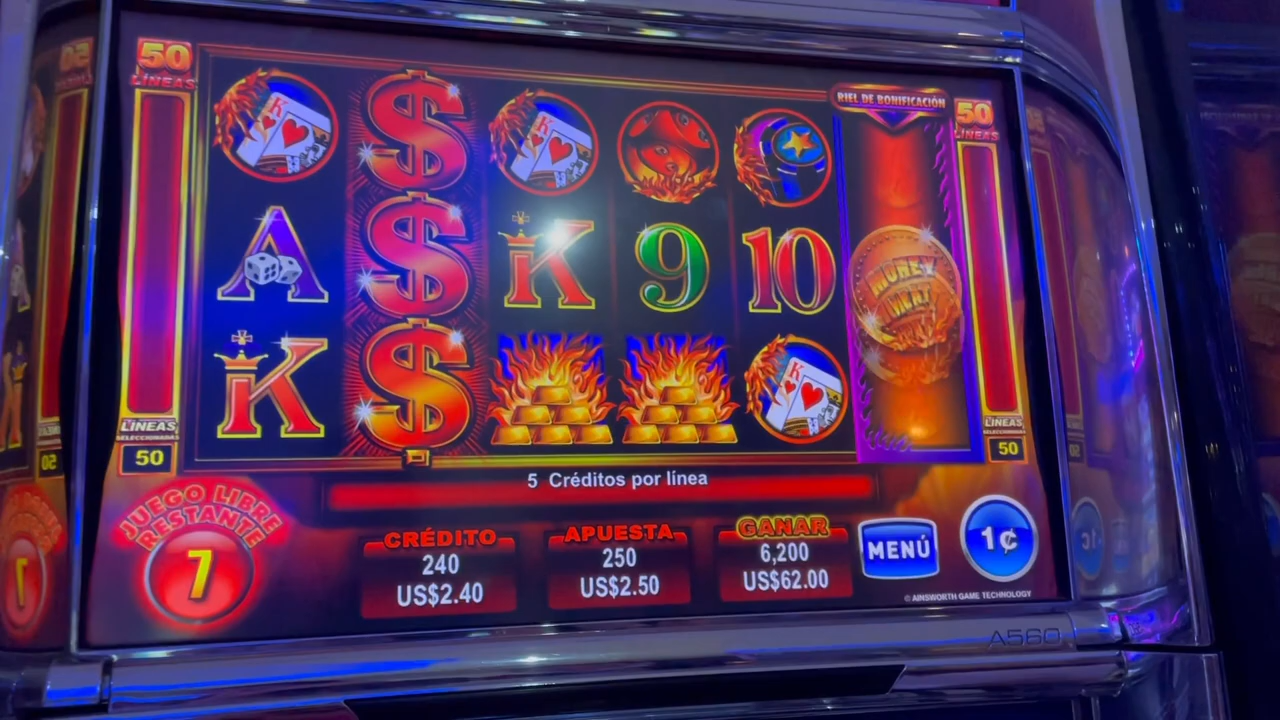 50
LÍNEAS
RIEL DE BONIFICACIÓN
50
LÍNEAS
K
K
A
K
9
10
MONEY
K
K
LÍNEAS
SELECCIONADAS
50
LÍNEAS
SELECCIONADAS
50
5 Créditos por línea
JUEGO LIBRE
RESTANTE
7
CRÉDITO
240
US$2.40
APUESTA
250
US$2.50
GANAR
6,200
US$62.00
MENÚ
1¢
© AINSWORTH GAME TECHNOLOGY
A560